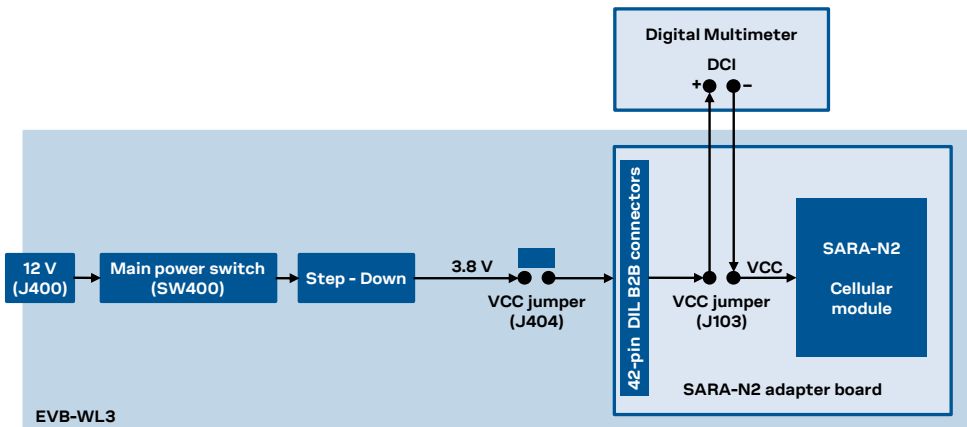 Digital Multimeter
DCI
+ −
42-pin DIL B2B connectors
12 V
(J400)
Main power switch
(SW400)
Step - Down
3.8 V
VCC jumper
(J404)
VCC jumper
(J103)
VCC
SARA-N2
Cellular
module
SARA-N2 adapter board
EVB-WL3